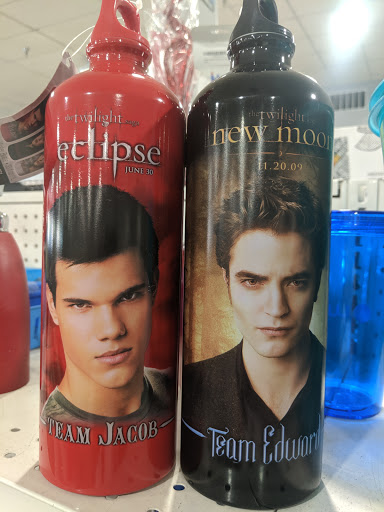 the twilight saga
eclipse
JUNE 30
TEAM JACOB
the twilight saga
new moon
11.20.09
Team Edward